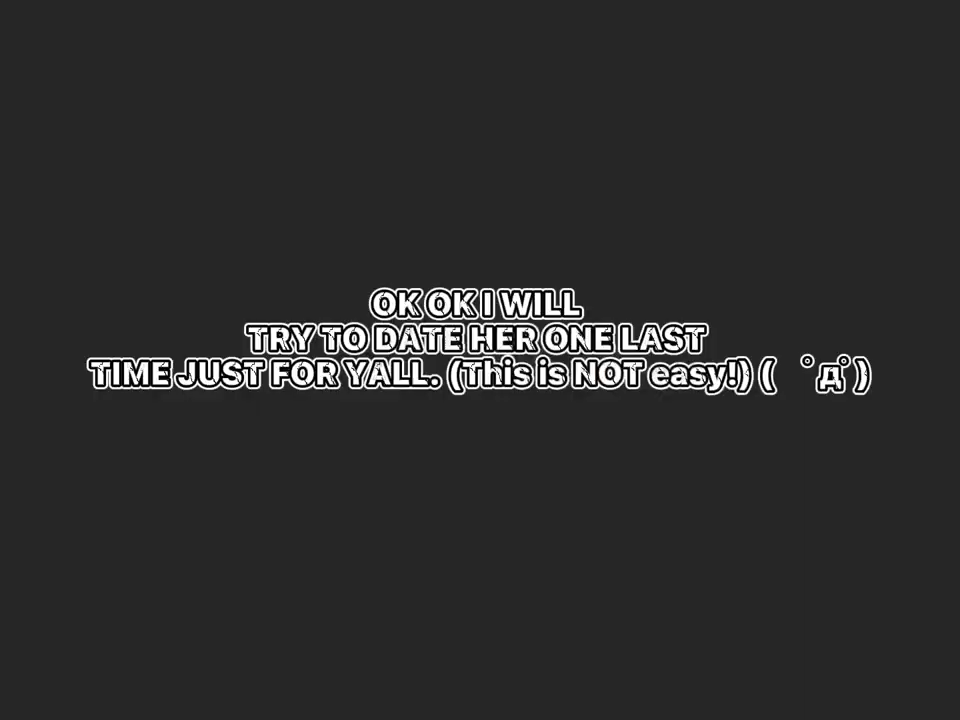 OK OK I WILL
TRY TO DATE HER ONE LAST
TIME JUST FOR YALL. (This is NOT easy!) (　ﾟдﾟ)